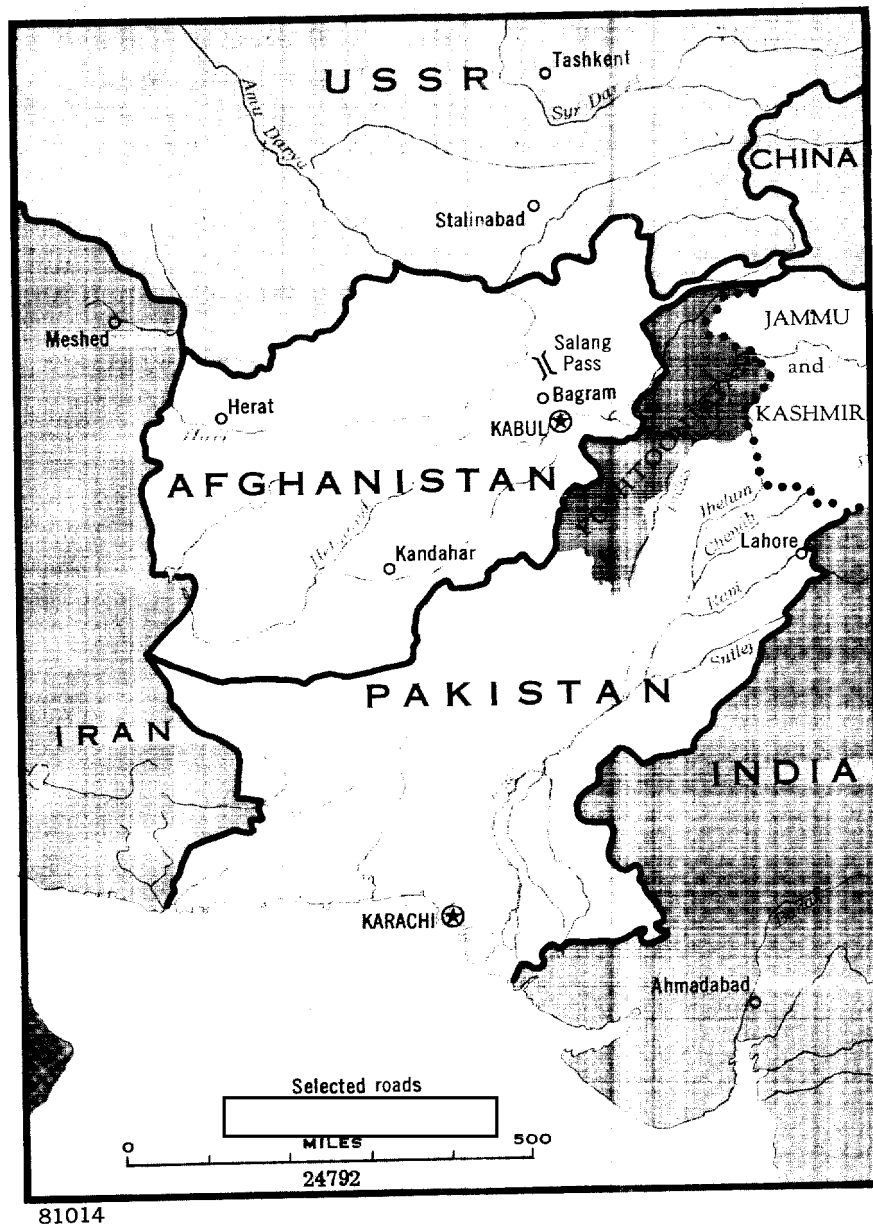 USSR
Tashkent
Amu Darya
CHINA
Stalinabad
Meshed
JAMMU
and
KASHMIR
Salang
Pass
Herat
Bagram
KABUL
AFGHANISTAN
Jhelum
Chenab
Lahore
Kandahar
Ravi
Sutlej
PAKISTAN
IRAN
INDIA
KARACHI
Ahmadabad
Selected roads
0
MILES
500
24792
81014